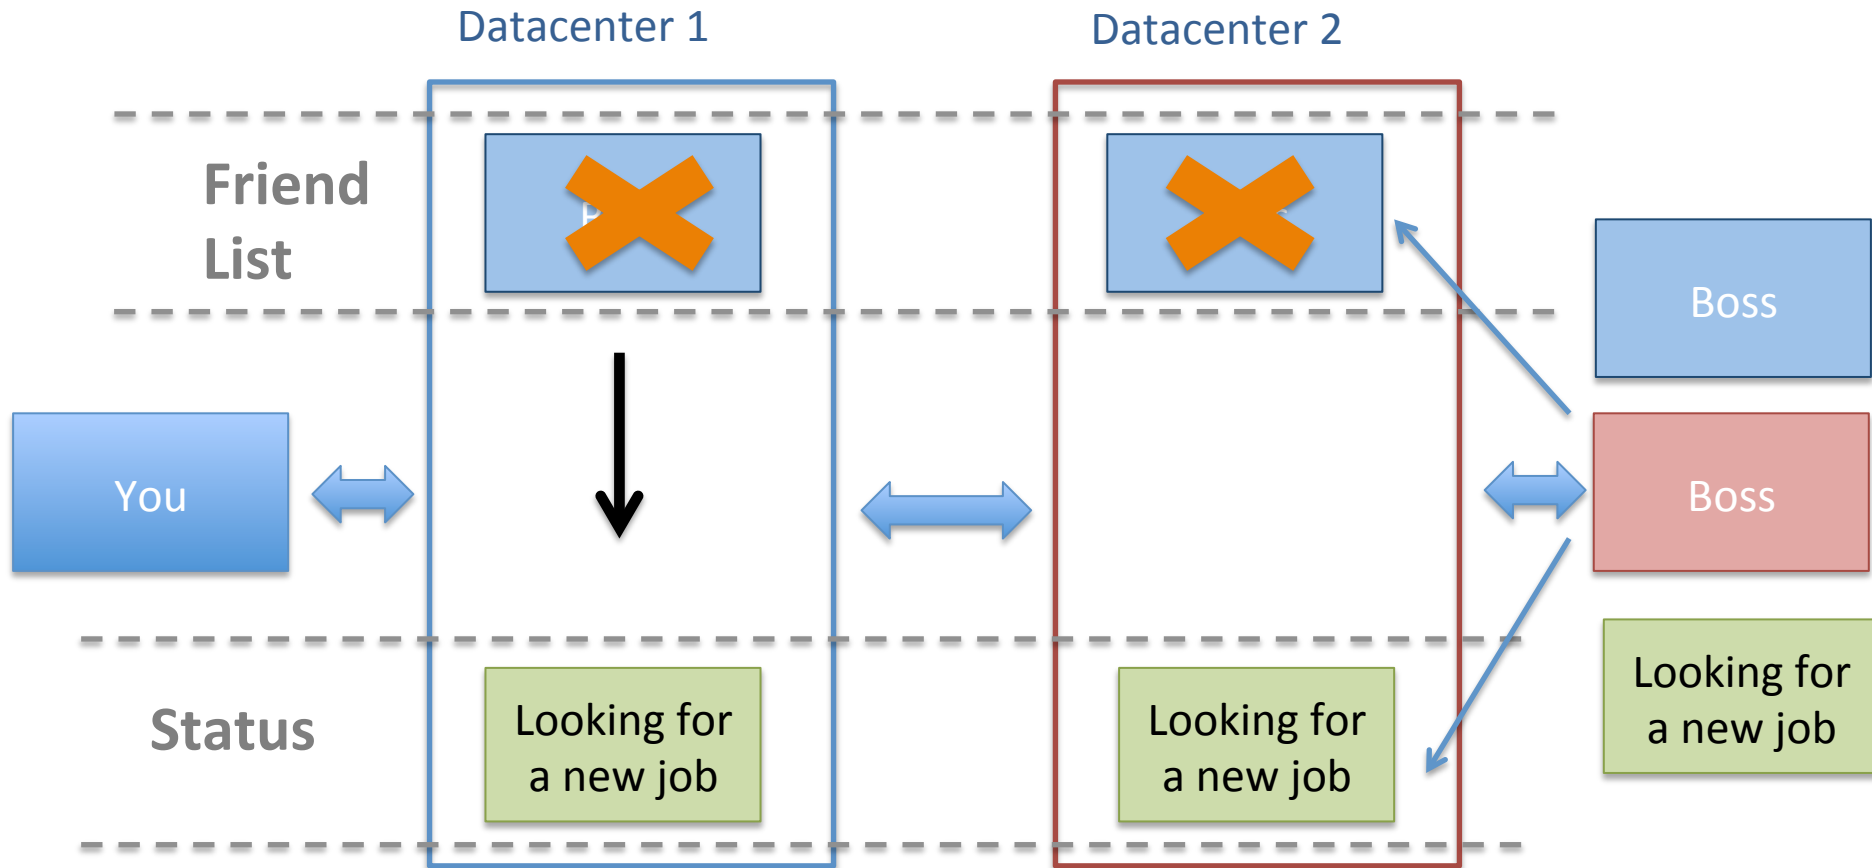 Datacenter 1
Datacenter 2
Friend
List
Boss
You
Boss
Status
Looking for
a new job
Looking for
a new job
Looking for
a new job